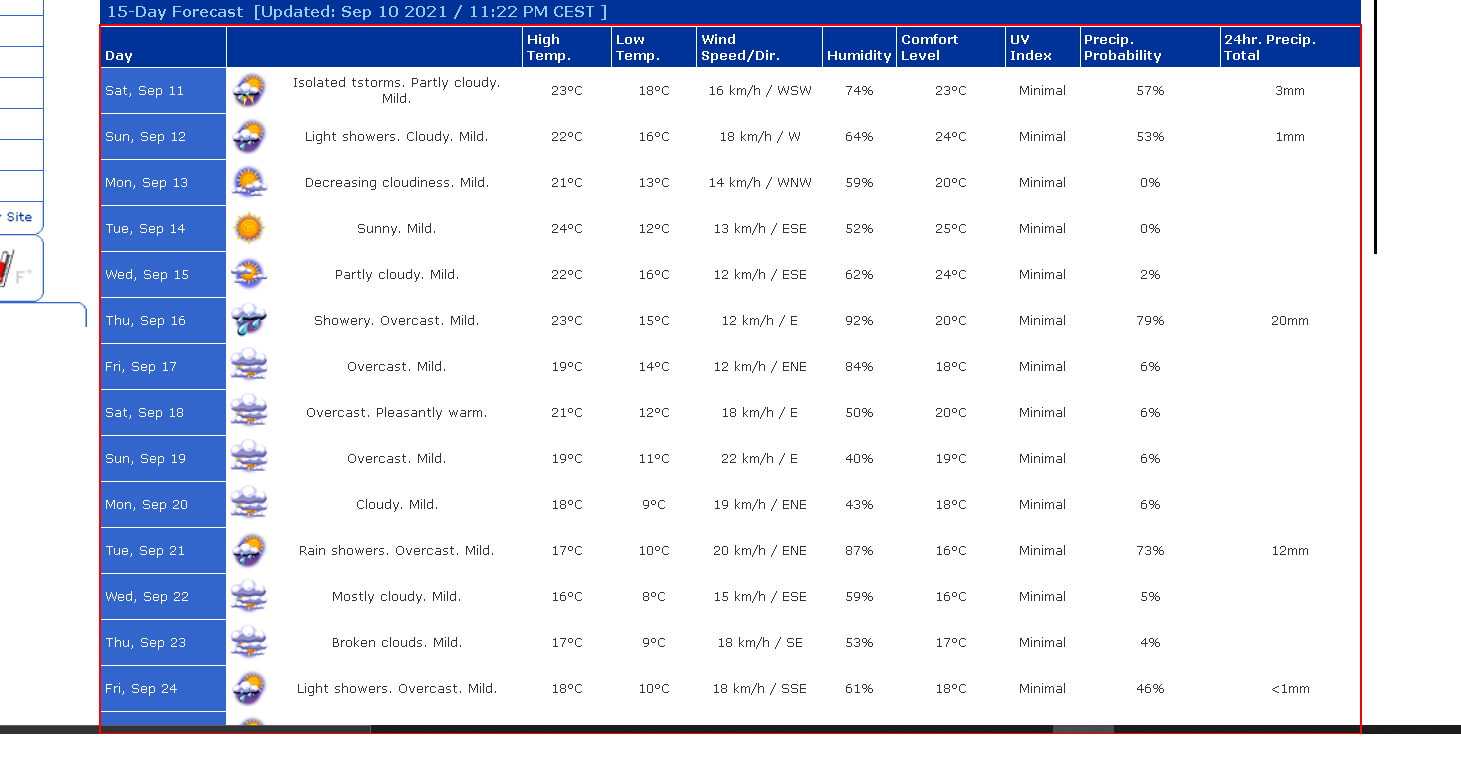 15-Day Forecast [Updated: Sep 10 2021 / 11:22 PM CEST ]
Day High Temp. Low Temp. Wind Speed/Dir. Humidity Comfort Level UV Index Precip. Probability 24hr. Precip. Total
Sat, Sep 11 Isolated tstorms. Partly cloudy. Mild. 23°C 18°C 16 km/h / WSW 74% 23°C Minimal 57% 3mm
Sun, Sep 12 Light showers. Cloudy. Mild. 22°C 16°C 18 km/h / W 64% 24°C Minimal 53% 1mm
Mon, Sep 13 Decreasing cloudiness. Mild. 21°C 13°C 14 km/h / WNW 59% 20°C Minimal 0%
Tue, Sep 14 Sunny. Mild. 24°C 12°C 13 km/h / ESE 52% 25°C Minimal 0%
r Site
Wed, Sep 15 Partly cloudy. Mild. 22°C 16°C 12 km/h / ESE 62% 24°C Minimal 2%
F°
Thu, Sep 16 Showery. Overcast. Mild. 23°C 15°C 12 km/h / E 92% 20°C Minimal 79% 20mm
Fri, Sep 17 Overcast. Mild. 19°C 14°C 12 km/h / ENE 84% 18°C Minimal 6%
Sat, Sep 18 Overcast. Pleasantly warm. 21°C 12°C 18 km/h / E 50% 20°C Minimal 6%
Sun, Sep 19 Overcast. Mild. 19°C 11°C 22 km/h / E 40% 19°C Minimal 6%
Mon, Sep 20 Cloudy. Mild. 18°C 9°C 19 km/h / ENE 43% 18°C Minimal 6%
Tue, Sep 21 Rain showers. Overcast. Mild. 17°C 10°C 20 km/h / ENE 87% 16°C Minimal 73% 12mm
Wed, Sep 22 Mostly cloudy. Mild. 16°C 8°C 15 km/h / ESE 59% 16°C Minimal 5%
Thu, Sep 23 Broken clouds. Mild. 17°C 9°C 18 km/h / SE 53% 17°C Minimal 4%
Fri, Sep 24 Light showers. Overcast. Mild. 18°C 10°C 18 km/h / SSE 61% 18°C Minimal 46% <1mm